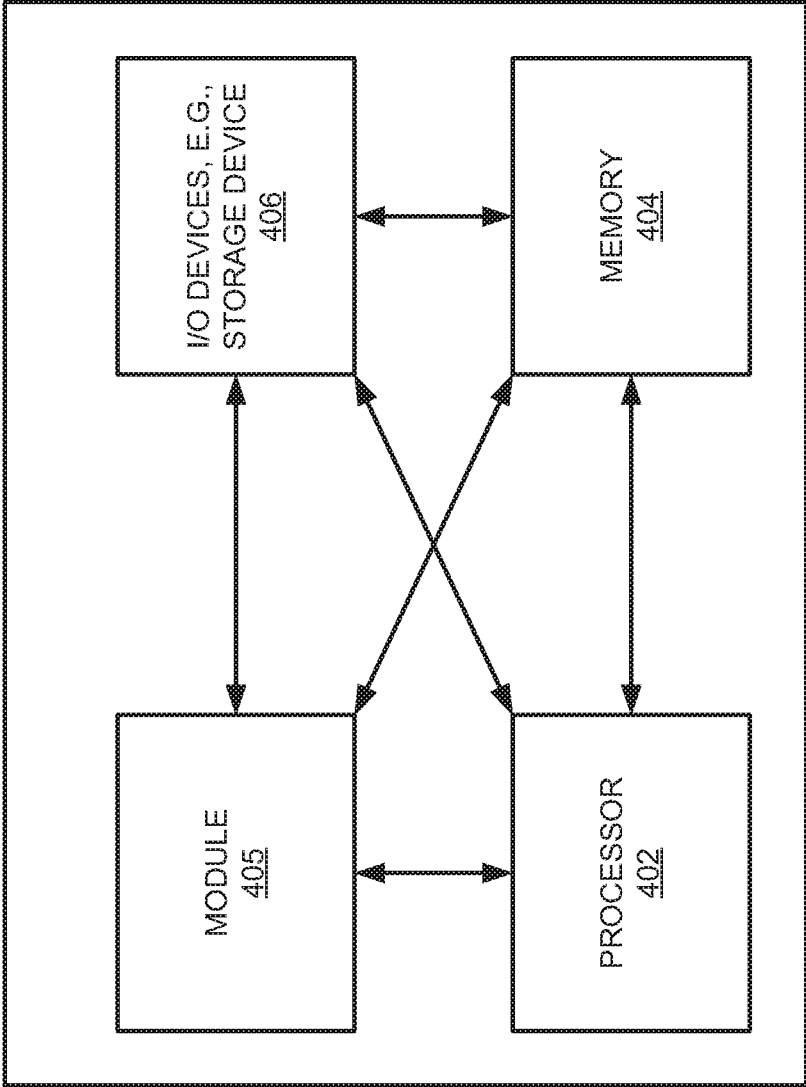 MODULE
405
I/O DEVICES, E.G.,
STORAGE DEVICE
406
PROCESSOR
402
MEMORY
404